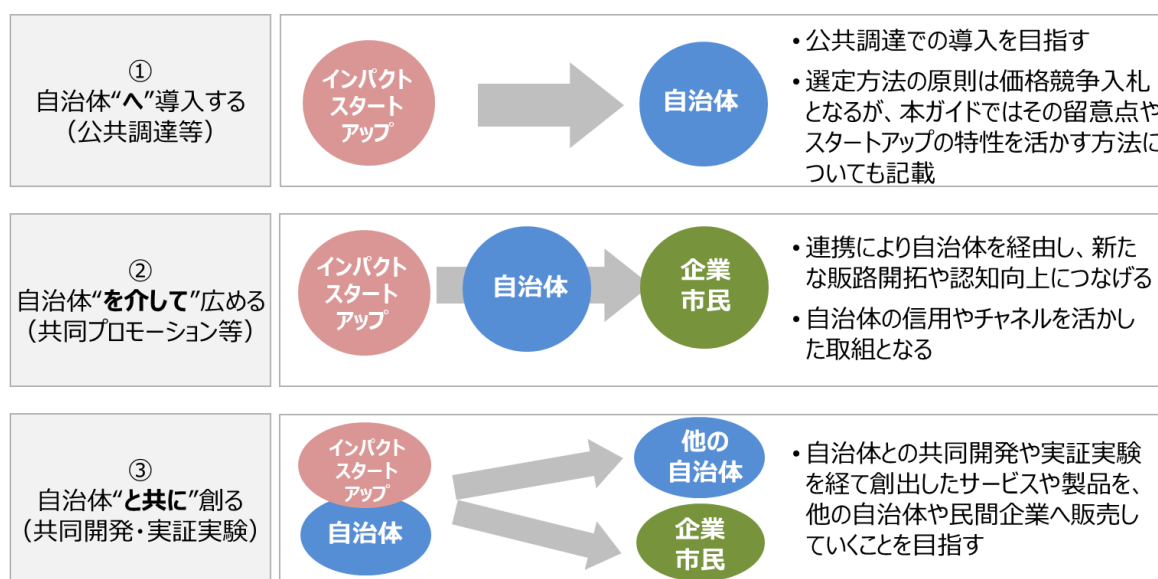 ①
自治体“へ”導入する
（公共調達等）
インパクト
スタート
アップ
自治体
• 公共調達での導入を目指す
• 選定方法の原則は価格競争入札
となるが、本ガイドではその留意点や
スタートアップの特性を活かす方法に
ついても記載
②
自治体“を介して”広める
（共同プロモーション等）
インパクト
スタート
アップ
自治体
企業
市民
• 連携により自治体を経由し、新た
な販路開拓や認知向上につなげる
• 自治体の信用やチャネルを活かし
た取組となる
③
自治体“と共に”創る
（共同開発・実証実験）
インパクト
スタート
アップ
自治体
他の
自治体
企業
市民
• 自治体との共同開発や実証実験
を経て創出したサービスや製品を、
他の自治体や民間企業へ販売し
ていくことを目指す